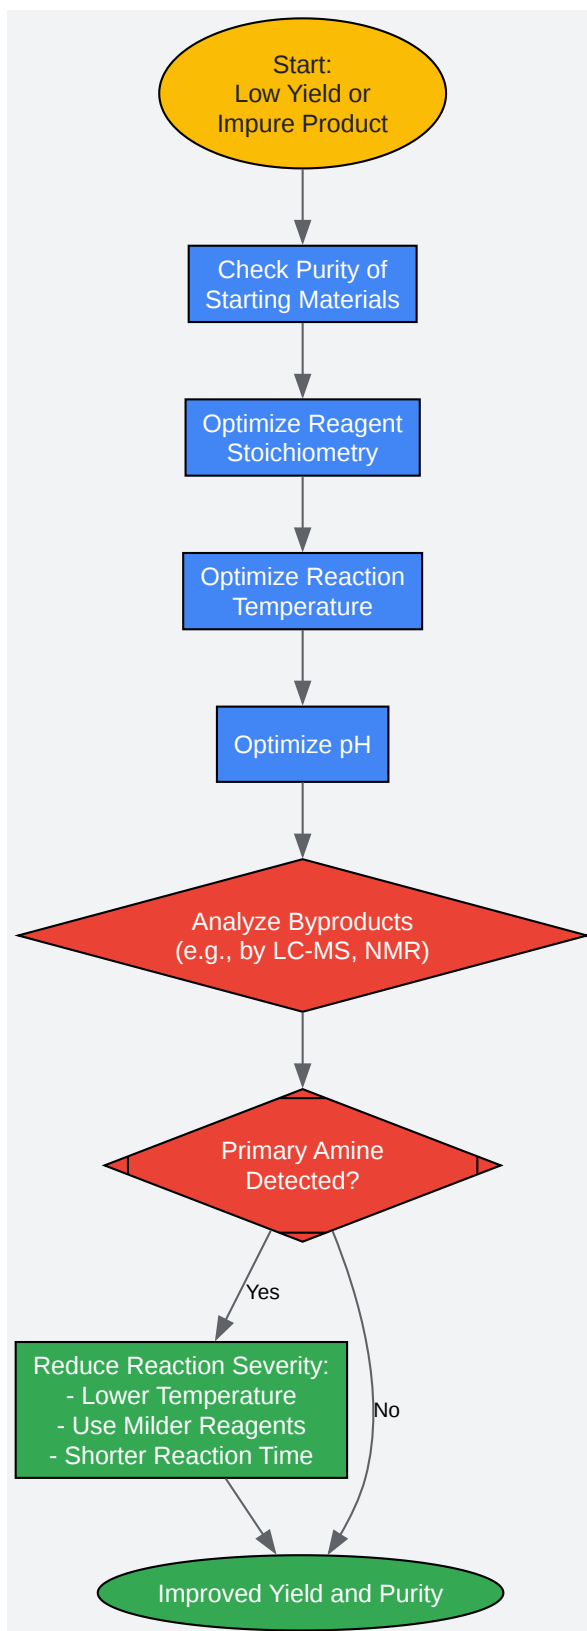 Start:
Low Yield or
Impure Product
Check Purity of
Starting Materials
Optimize Reagent
Stoichiometry
Optimize Reaction
Temperature
Optimize pH
Analyze Byproducts
(e.g., by LC-MS, NMR)
Primary Amine
Detected?
Yes
Reduce Reaction Severity:
- Lower Temperature
- Use Milder Reagents
- Shorter Reaction Time
No
Improved Yield and Purity